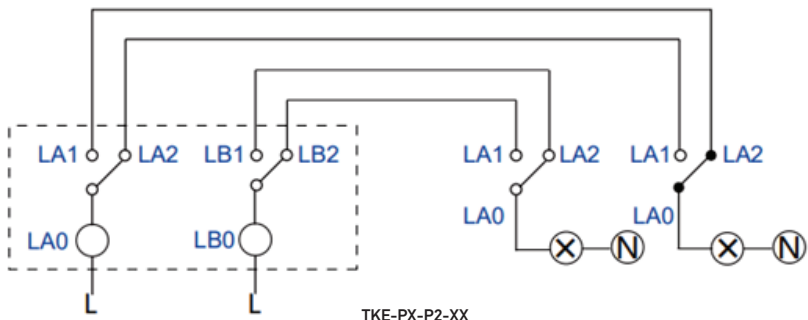 LA1 LA2 LB1 LB2 LA1 LA2 LA1 LA2
LA0 LA0
LA0 LB0 N N
L L
TKE-PX-P2-XX